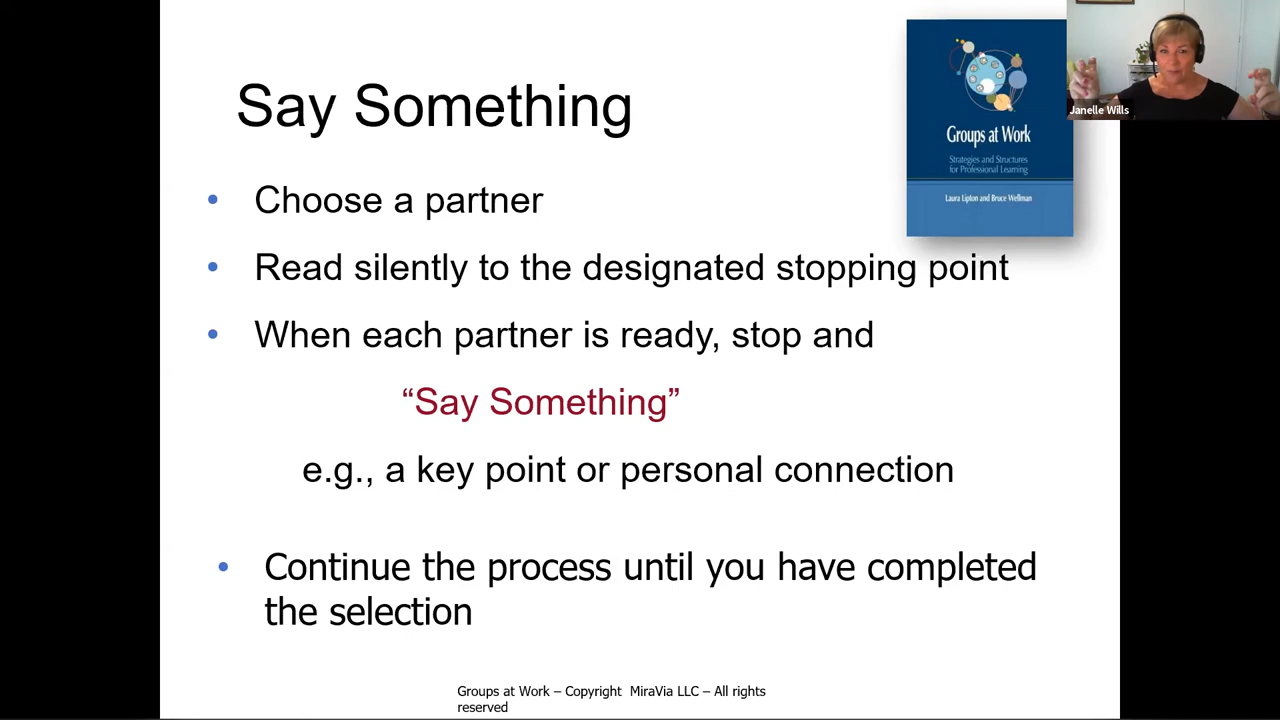 Say Something
Groups at Work
Strategies and Structures
for Professional Learning
Laura Lipton and Bruce Wellman
Janelle Wills
• Choose a partner
• Read silently to the designated stopping point
• When each partner is ready, stop and
“Say Something”
e.g., a key point or personal connection
• Continue the process until you have completed
the selection
Groups at Work – Copyright MiraVia LLC – All rights
reserved